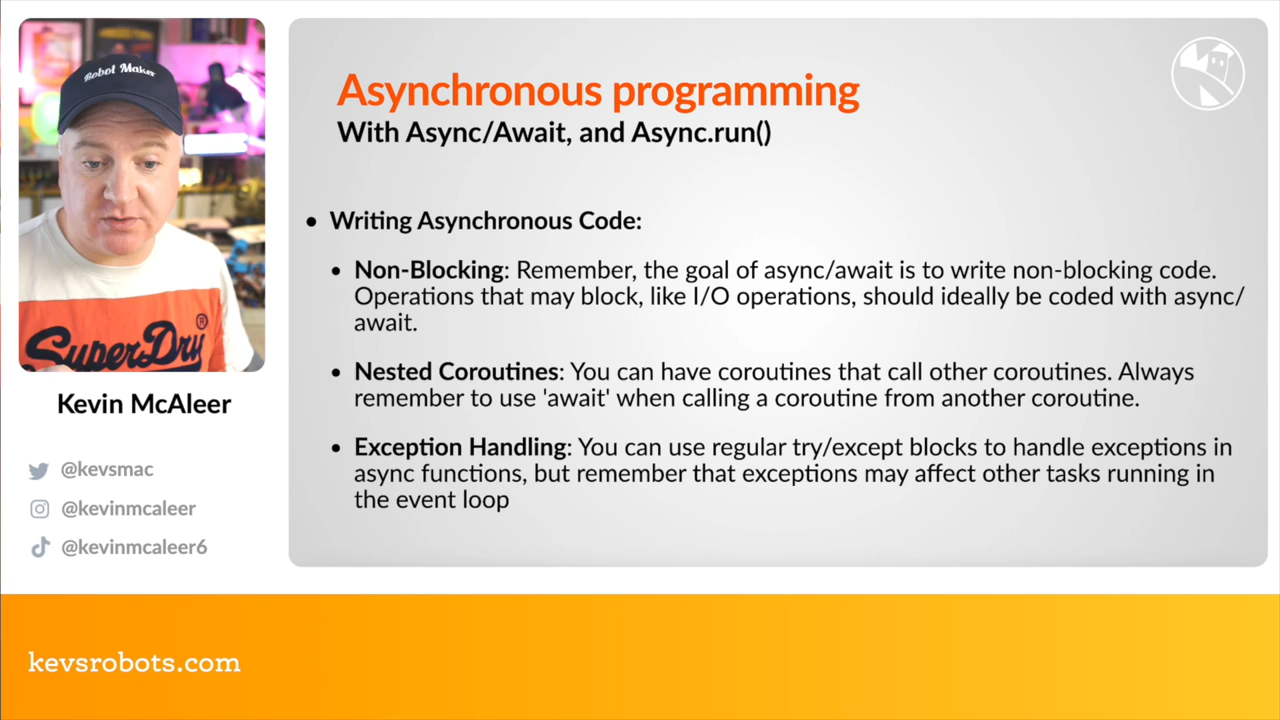 Robot Maker
SuperDry®
Kevin McAleer
@kevsmac
@kevinmcaleer
@kevinmcaleer6
Asynchronous programming
With Async/Await, and Async.run()
• Writing Asynchronous Code:
• Non-Blocking: Remember, the goal of async/await is to write non-blocking code.
Operations that may block, like I/O operations, should ideally be coded with async/
await.
• Nested Coroutines: You can have coroutines that call other coroutines. Always
remember to use 'await' when calling a coroutine from another coroutine.
• Exception Handling: You can use regular try/except blocks to handle exceptions in
async functions, but remember that exceptions may affect other tasks running in
the event loop
kevsrobots.com